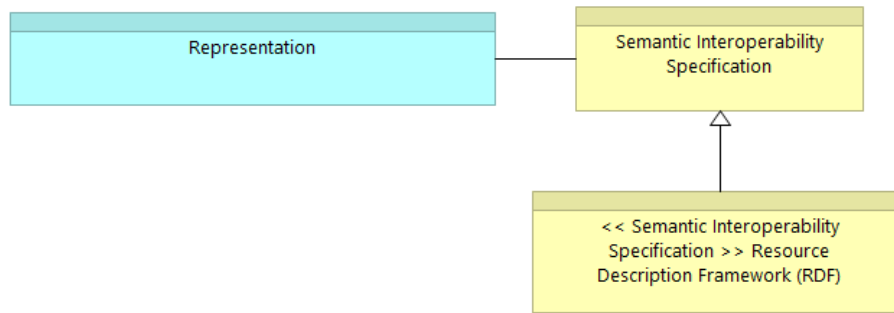 Representation
Semantic Interoperability
Specification
<< Semantic Interoperability
Specification >> Resource
Description Framework (RDF)